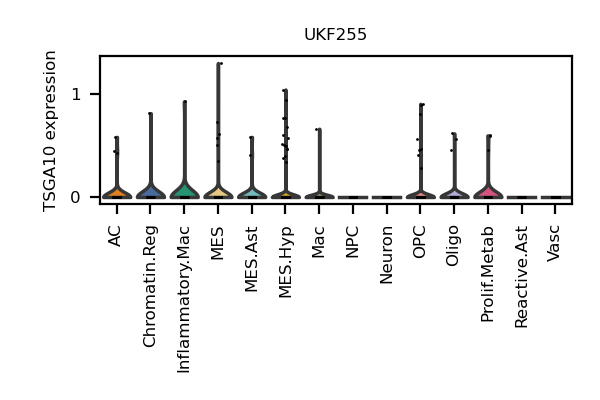 UKF255
TSGA10 expression
1
0
AC
Chromatin.Reg
Inflammatory.Mac
MES
MES.Ast
MES.Hyp
Mac
NPC
Neuron
OPC
Oligo
Prolif.Metab
Reactive.Ast
Vasc